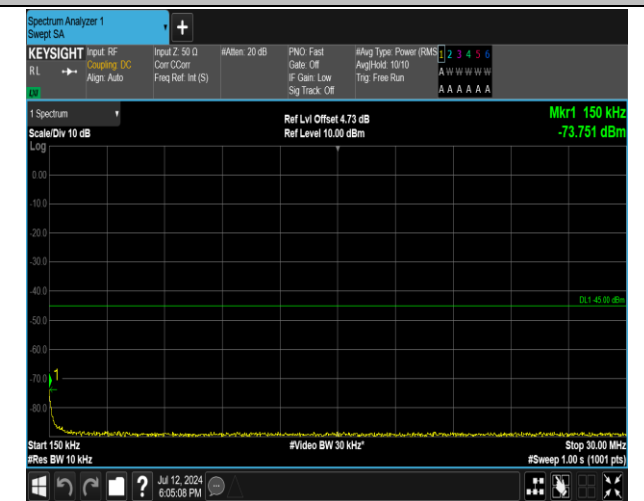 Spectrum Analyzer 1
Swept SA
+
KEYSIGHT Input: RF Input Z: 50 Ω #Atten: 20 dB PNO: Fast #Avg Type: Power (RMS 1 2 3 4 5 6
RL Coupling: DC Corr CCorr Gate: Off Avg|Hold: 10/10 A W W W W W
Align: Auto Freq Ref: Int (S) IF Gain: Low Trig: Free Run
Sig Track: Off A A A A A A
1 Spectrum Ref Lvl Offset 4.73 dB Mkr1 150 kHz
Scale/Div 10 dB Ref Level 10.00 dBm -73.751 dBm
Log
0.00
-10.0
-20.0
-30.0
-40.0
DL1 -45.00 dBm
-50.0
-60.0
1
-70.0
-80.0
Start 150 kHz #Video BW 30 kHz* Stop 30.00 MHz
#Res BW 10 kHz #Sweep 1.00 s (1001 pts)
? Jul 12, 2024
6:05:08 PM